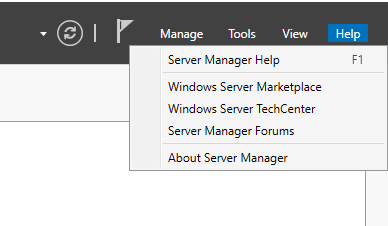 Manage Tools View Help
Server Manager Help F1
Windows Server Marketplace
Windows Server TechCenter
Server Manager Forums
About Server Manager